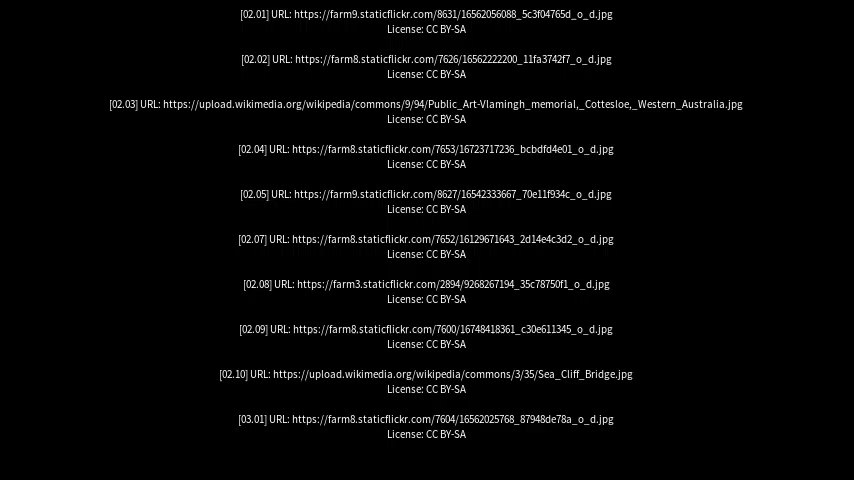 [02.01] URL: https://farm9.staticflickr.com/8631/16562056088_5c3f04765d_o_d.jpg
License: CC BY-SA
[02.02] URL: https://farm8.staticflickr.com/7626/16562222200_11fa3742f7_o_d.jpg
License: CC BY-SA
[02.03] URL: https://upload.wikimedia.org/wikipedia/commons/9/94/Public_Art-Vlamingh_memorial,_Cottesloe,_Western_Australia.jpg
License: CC BY-SA
[02.04] URL: https://farm8.staticflickr.com/7653/16723717236_bcbdfd4e01_o_d.jpg
License: CC BY-SA
[02.05] URL: https://farm9.staticflickr.com/8627/16542333667_70e11f934c_o_d.jpg
License: CC BY-SA
[02.07] URL: https://farm8.staticflickr.com/7652/16129671643_2d14e4c3d2_o_d.jpg
License: CC BY-SA
[02.08] URL: https://farm3.staticflickr.com/2894/9268267194_35c78750f1_o_d.jpg
License: CC BY-SA
[02.09] URL: https://farm8.staticflickr.com/7600/16748418361_c30e611345_o_d.jpg
License: CC BY-SA
[02.10] URL: https://upload.wikimedia.org/wikipedia/commons/3/35/Sea_Cliff_Bridge.jpg
License: CC BY-SA
[03.01] URL: https://farm8.staticflickr.com/7604/16562025768_87948de78a_o_d.jpg
License: CC BY-SA